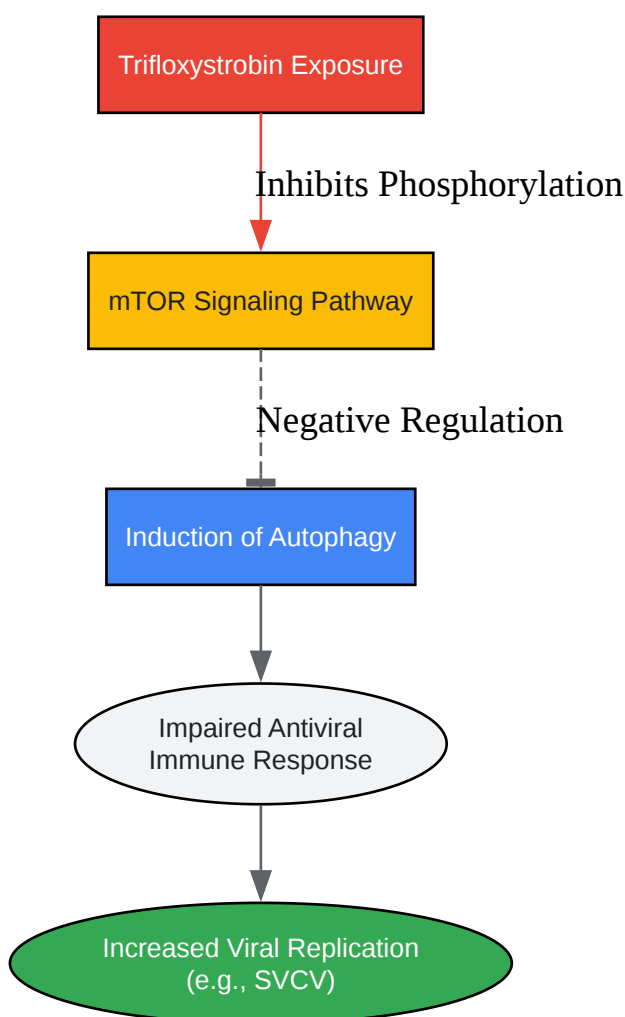 Trifloxystrobin Exposure
Inhibits Phosphorylation
mTOR Signaling Pathway
Negative Regulation
Induction of Autophagy
Impaired Antiviral
Immune Response
Increased Viral Replication
(e.g., SVCV)